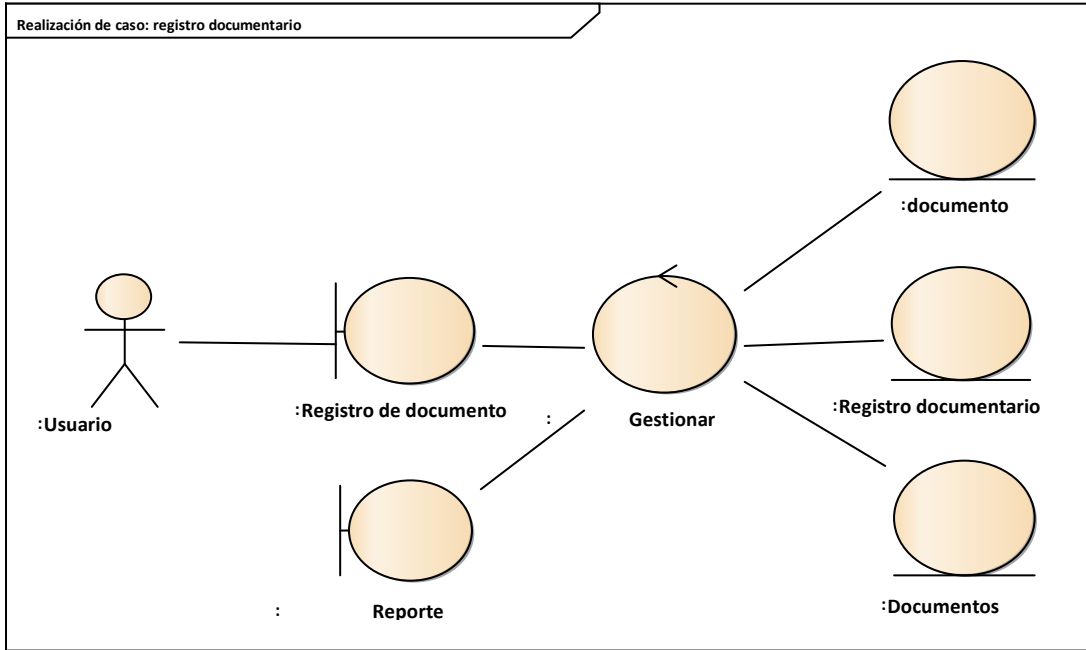 Realización de caso: registro documentario
:documento
:Registro de documento
:Registro documentario
:Usuario
: Gestionar
:Documentos
: Reporte